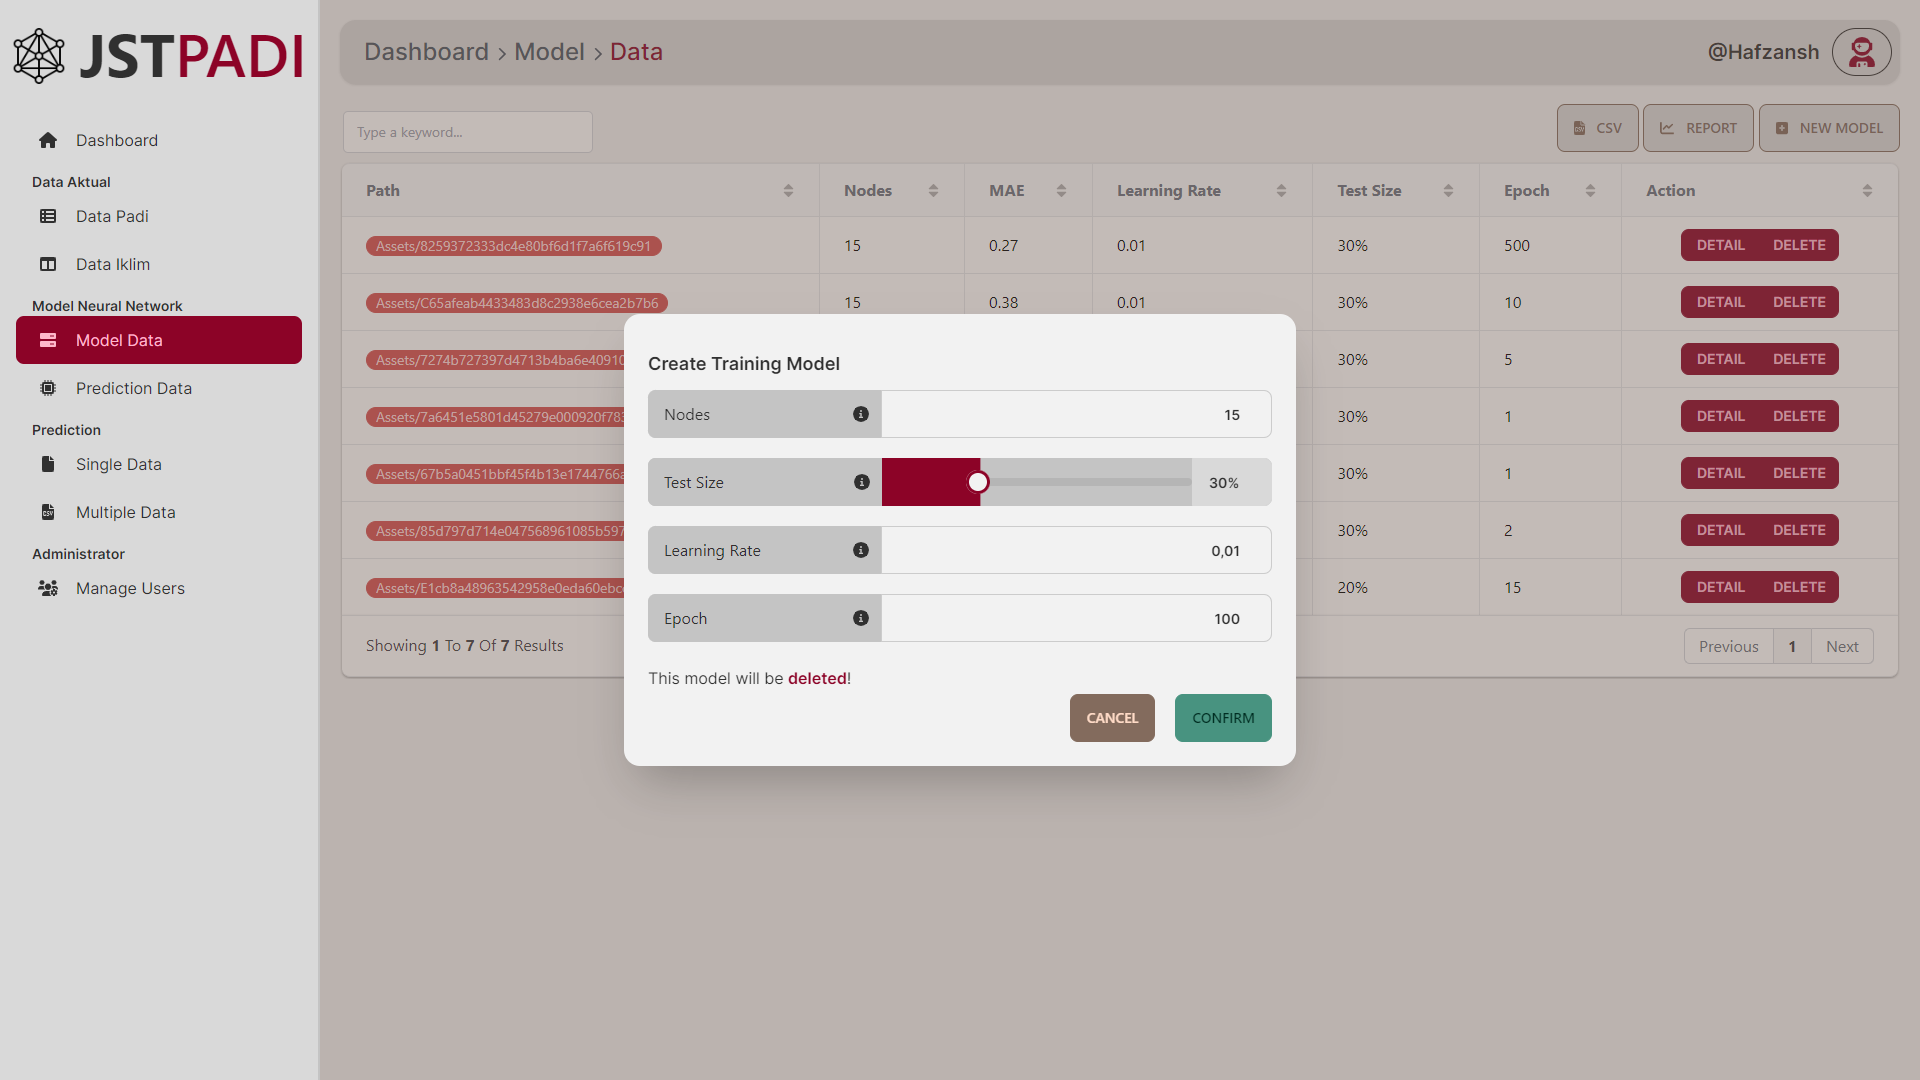 JSTPADI
Dashboard
Data Aktual
Data Padi
Data Iklim
Model Neural Network
Model Data
Prediction Data
Prediction
Single Data
Multiple Data
Administrator
Manage Users
Dashboard > Model > Data
@Hafzansh
Type a keyword...
CSV REPORT NEW MODEL
Path Nodes MAE Learning Rate Test Size Epoch Action
Assets/8259372333dc4e80bf6d1f7a6f619c91 15 0.27 0.01 30% 500 DETAIL DELETE
Assets/C65afeab4433483d8c2938e6cea2b7b6 15 0.38 0.01 30% 10 DETAIL DELETE
Assets/7274b727397d4713b4ba6e40910 30% 5 DETAIL DELETE
Assets/7a6451e5801d45279e000920f783 30% 1 DETAIL DELETE
Assets/67b5a0451bbf45f4b13e1744766a 30% 1 DETAIL DELETE
Assets/85d797d714e047568961085b597 30% 2 DETAIL DELETE
Assets/E1cb8a48963542958e0eda60ebc 20% 15 DETAIL DELETE
Showing 1 To 7 Of 7 Results
Previous 1 Next
Create Training Model
Nodes 15
Test Size 30%
Learning Rate 0,01
Epoch 100
This model will be deleted!
CANCEL CONFIRM